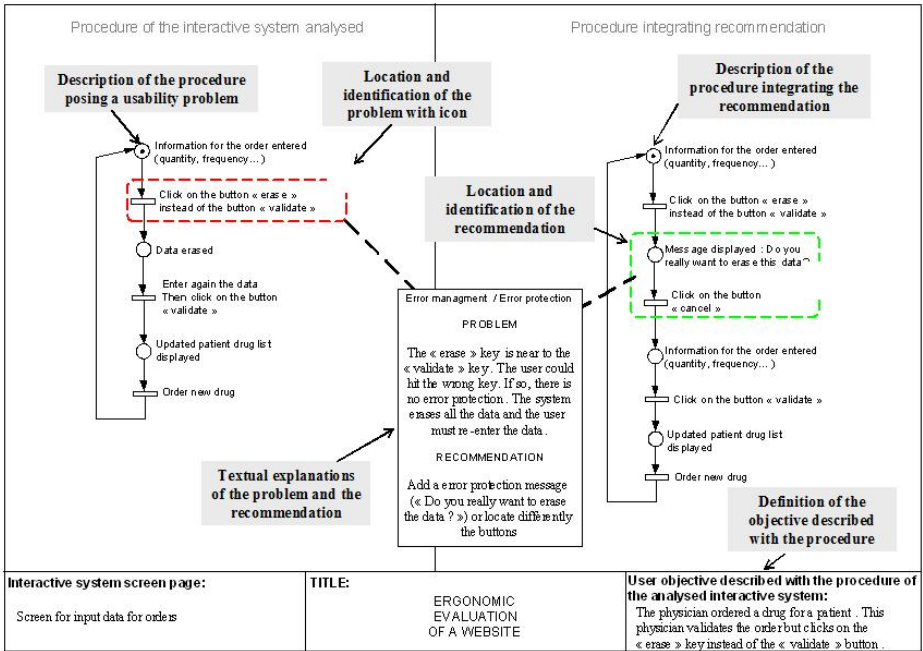 Procedure of the interactive system analysed
Procedure integrating recommendation
Description of the procedure
posing a usability problem
Location and
identification of the
problem with icon
Information for the order entered
(quantity, frequency... )
Click on the button « erase »
instead of the button « validate »
Data erased
Enter again the data
Then click on the button
« validate »
Updated patient drug list
displayed
Order new drug
Description of the
procedure integrating the
recommendation
Location and
identification of the
recommendation
Information for the order entered
(quantity, frequency... )
Click on the button « erase »
instead of the button « validate »
Message displayed : Do you
really want to erase this data
Click on the button
« cancel »
Information for the order entered
(quantity, frequency... )
Click on the button « validate »
Updated patient drug list
displayed
Order new drug
Error managment / Error protection
PROBLEM
The « erase » key is near to the
« validate » key. The user could
hit the wrong key. If so, there is
no error protection. The system
erases all the data and the user
must re-enter the data.
RECOMMENDATION
Add a error protection message
(« Do you really want to erase
the data ? ») or locate differently
the buttons
Textual explanations
of the problem and the
recommendation
Definition of the
objective described
with the procedure
Interactive system screen page:
Screen for input data for orders
TITLE:
ERGONOMIC
EVALUATION
OF A WEBSITE
User objective described with the procedure of
the analysed interactive system:
The physician ordered a drug for a patient . This
physician validates the order but clicks on the
« erase » key instead of the « validate » button .